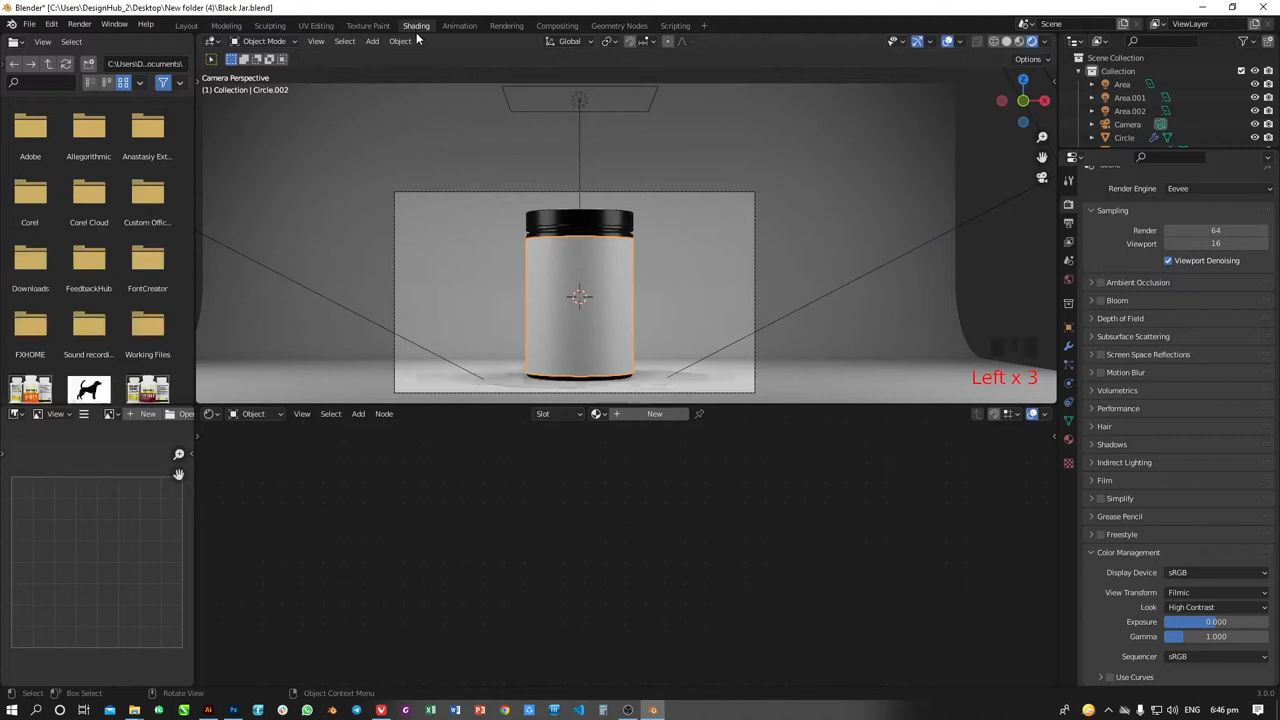 Blender* [C:\Users\DesignHub_2\Desktop\New folder (4)\Black Jar.blend]
File Edit Render Window Help Layout Modeling Sculpting UV Editing Texture Paint Shading Animation Rendering Compositing Geometry Nodes Scripting + Scene ViewLayer
View Select Object Mode View Select Add Object Global
C:\Users\D...ocuments\ Options
Camera Perspective
(1) Collection | Circle.002
Adobe Allegorithmic Anastasiy Ext...
Corel Corel Cloud Custom Offic...
Downloads FeedbackHub FontCreator
FXHOME Sound recordi... Working Files
Z
X
Left x 3
Scene Collection
Collection
Area
Area.001
Area.002
Camera
Circle
Render Engine Eevee
Sampling
Render 64
Viewport 16
Viewport Denoising
Ambient Occlusion
Bloom
Depth of Field
Subsurface Scattering
Screen Space Reflections
Motion Blur
Volumetrics
Performance
Hair
Shadows
Indirect Lighting
Film
Simplify
Grease Pencil
Freestyle
Color Management
Display Device sRGB
View Transform Filmic
Look High Contrast
Exposure 0.000
Gamma 1.000
Sequencer sRGB
Use Curves
View New Open Object View Select Add Node Slot New
Select Box Select Rotate View Object Context Menu 3.0.0
ENG 6:46 pm